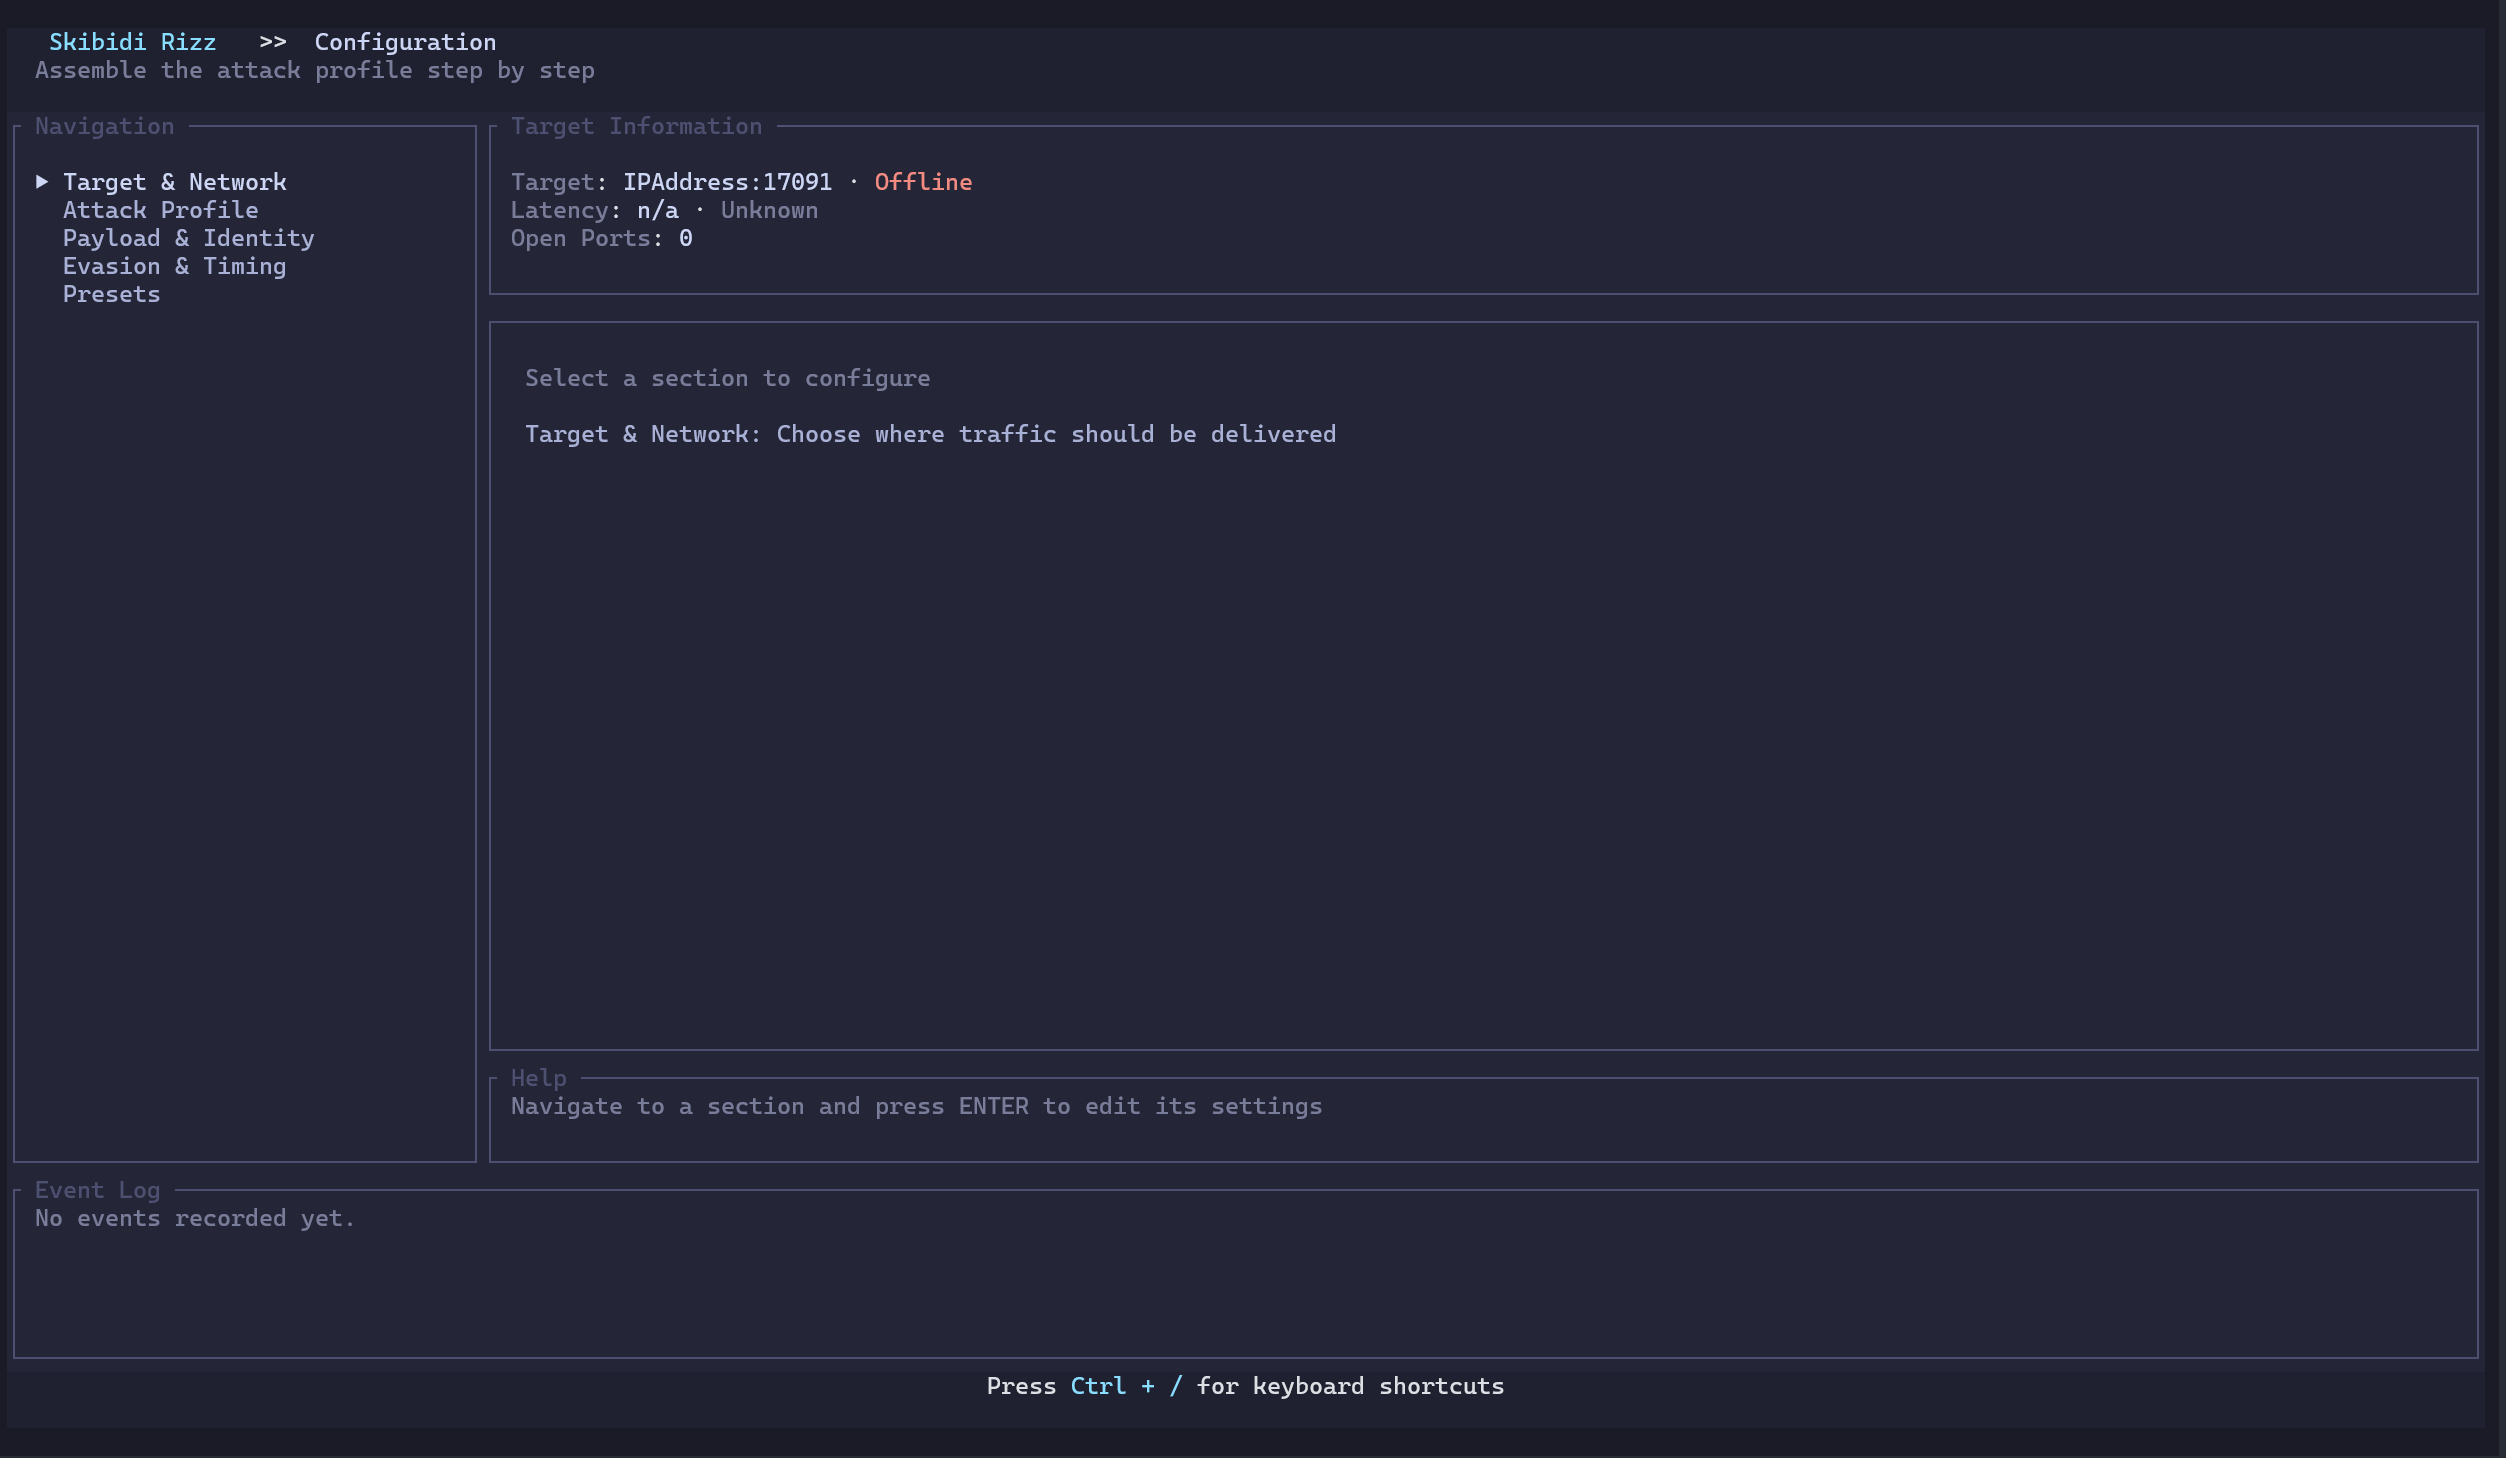 Skibidi Rizz >> Configuration
Assemble the attack profile step by step
Navigation
▶ Target & Network
Attack Profile
Payload & Identity
Evasion & Timing
Presets
Target Information
Target: IPAddress:17091 · Offline
Latency: n/a · Unknown
Open Ports: 0
Select a section to configure
Target & Network: Choose where traffic should be delivered
Help
Navigate to a section and press ENTER to edit its settings
Event Log
No events recorded yet.
Press Ctrl + / for keyboard shortcuts